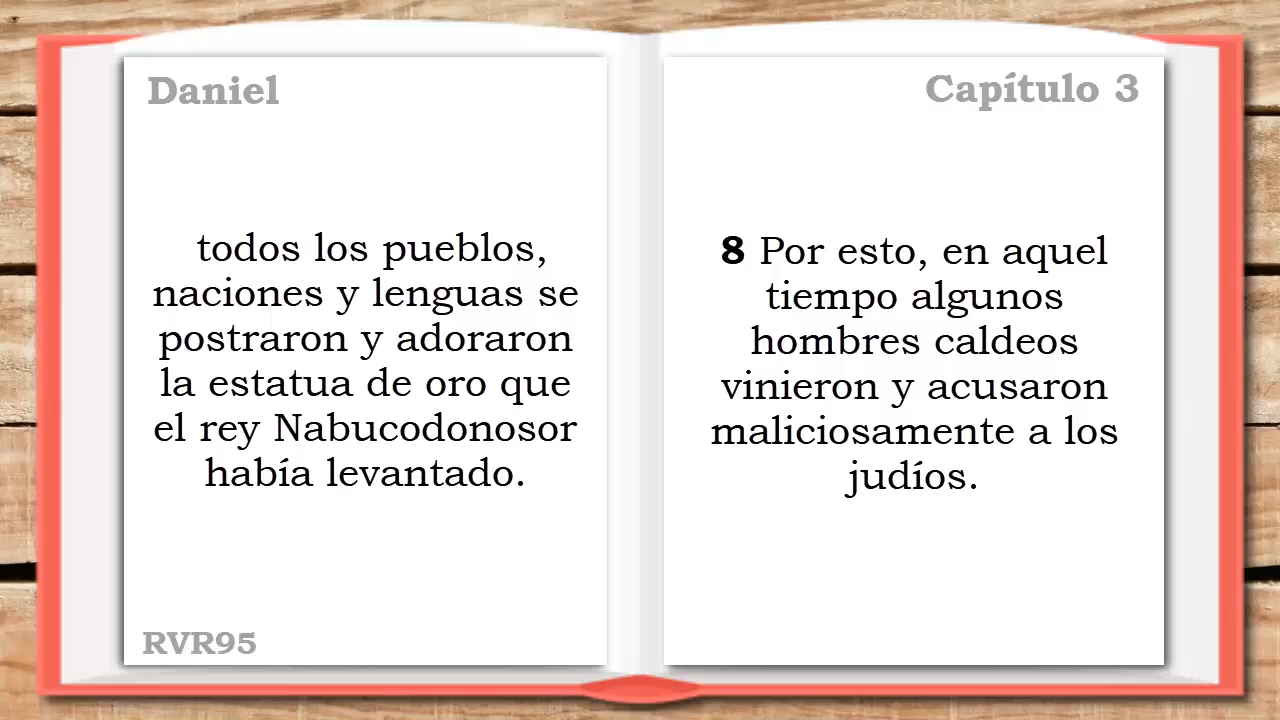 Daniel
todos los pueblos,
naciones y lenguas se
postraron y adoraron
la estatua de oro que
el rey Nabucodonosor
había levantado.
RVR95
Capítulo 3
8 Por esto, en aquel
tiempo algunos
hombres caldeos
vinieron y acusaron
maliciosamente a los
judíos.